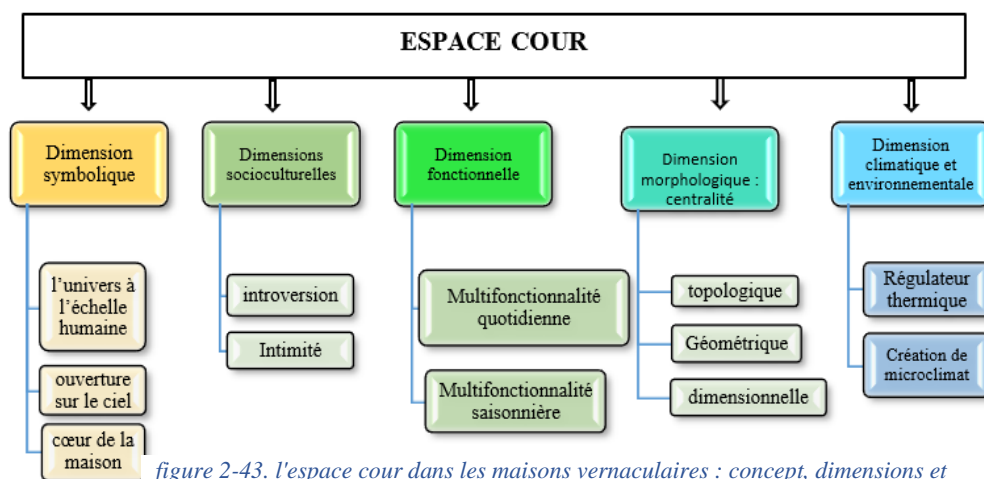 ESPACE COUR
Dimension
symbolique
l’univers à
l’échelle
humaine
ouverture
sur le ciel
cœur de la
maison
Dimensions
socioculturelles
introversion
Intimité
Dimension
fonctionnelle
Multifonctionnalité
quotidienne
Multifonctionnalité
saisonnière
Dimension
morphologique :
centralité
topologique
Géométrique
dimensionnelle
Dimension
climatique et
environnementale
Régulateur
thermique
Création de
microclimat
figure 2-43. l'espace cour dans les maisons vernaculaires : concept, dimensions et